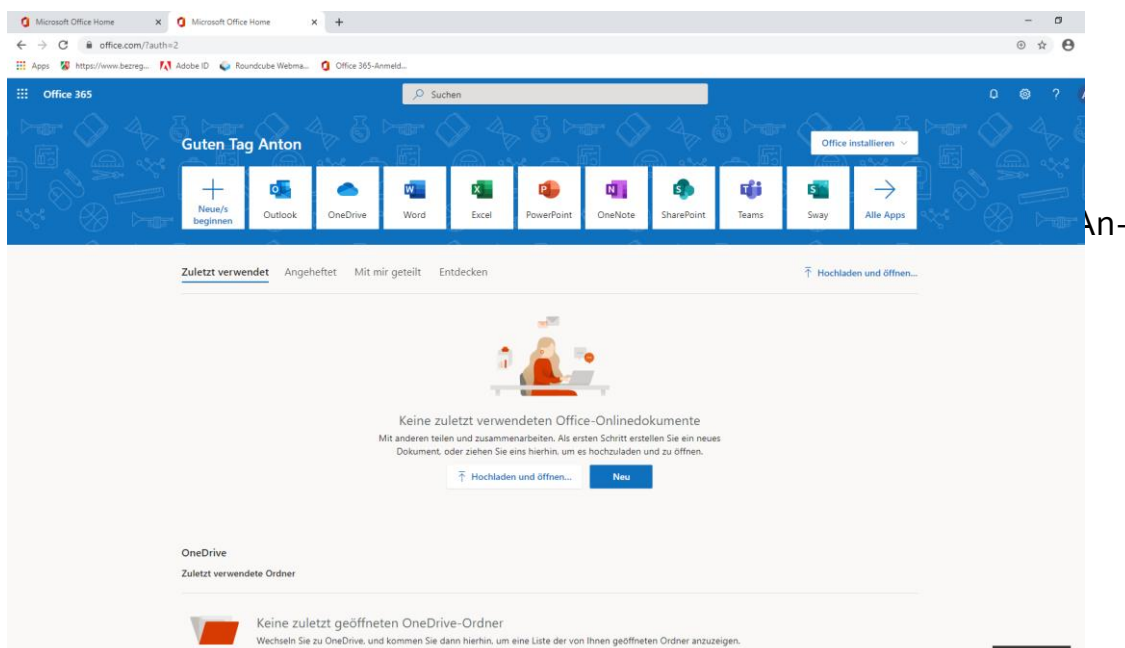 Microsoft Office Home
Microsoft Office Home
office.com/?auth=2
Apps
https://www.bezreg...
Adobe ID
Roundcube Webma...
Office 365-Anmeld...
Office 365
Suchen
Guten Tag Anton
Office installieren
Neue/s
beginnen
Outlook
OneDrive
Word
Excel
PowerPoint
OneNote
SharePoint
Teams
Sway
Alle Apps
An-
Zuletzt verwendet
Angeheftet
Mit mir geteilt
Entdecken
Hochladen und öffnen...
Keine zuletzt verwendeten Office-Onlinedokumente
Mit anderen teilen und zusammenarbeiten. Als ersten Schritt erstellen Sie ein neues
Dokument, oder ziehen Sie eins hierhin, um es hochzuladen und zu öffnen.
Hochladen und öffnen...
Neu
OneDrive
Zuletzt verwendete Ordner
Keine zuletzt geöffneten OneDrive-Ordner
Wechseln Sie zu OneDrive, und kommen Sie dann hierhin, um eine Liste der von Ihnen geöffneten Ordner anzuzeigen.